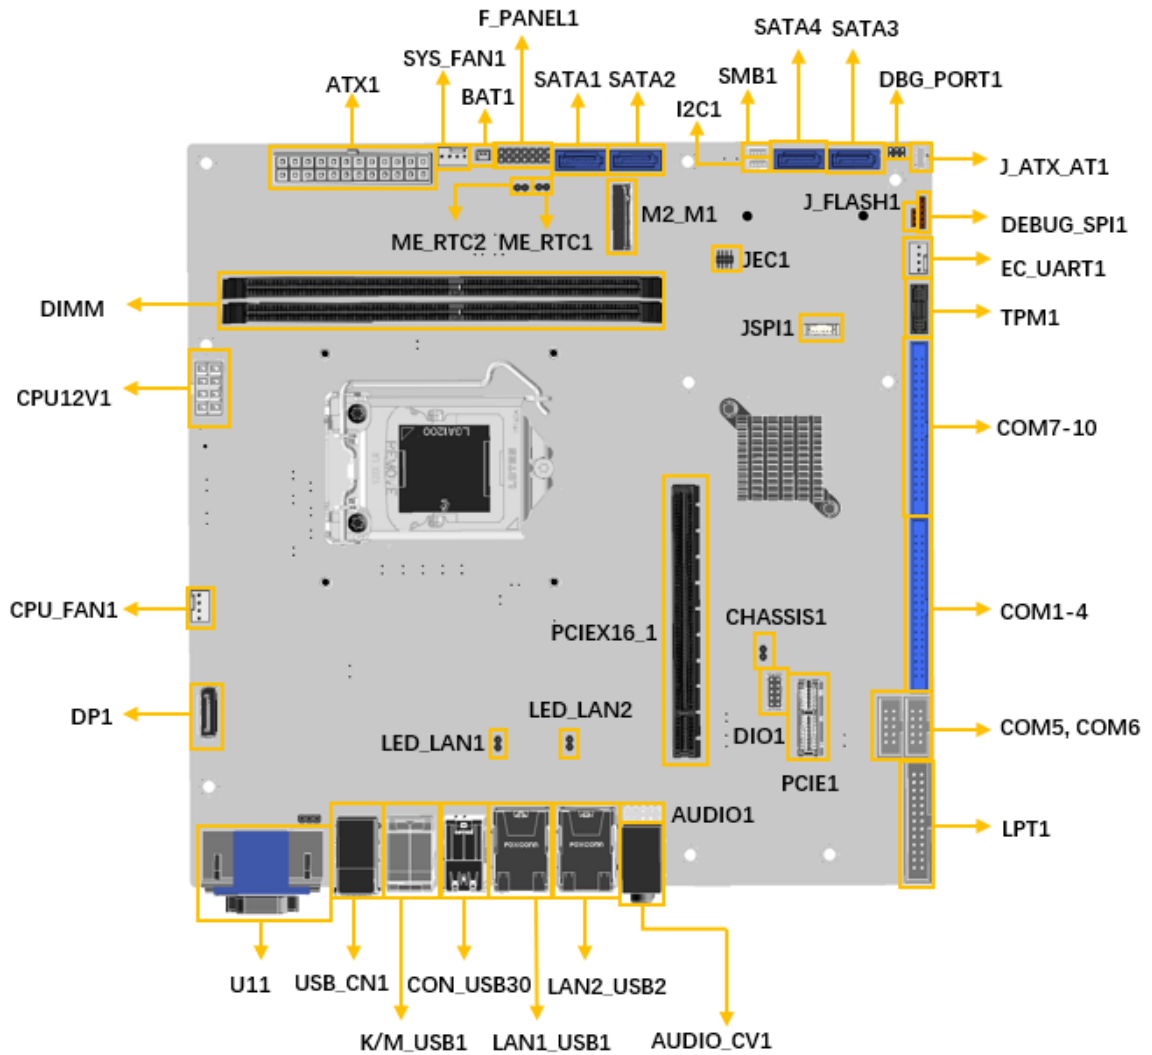 F_PANEL1
SATA4 SATA3
SYS_FAN1
ATX1
BAT1
SATA1 SATA2
SMB1
DBG_PORT1
I2C1
J_ATX_AT1
J_FLASH1
M2_M1
DEBUG_SPI1
ME_RTC2 ME_RTC1
JEC1
EC_UART1
DIMM
TPM1
JSPI1
CPU12V1
COM7-10
LGA1200
REMOVE
LOTES
CPU_FAN1
COM1-4
CHASSIS1
PCIEX16_1
DP1
LED_LAN2
COM5, COM6
LED_LAN1
DIO1
PCIE1
AUDIO1
LPT1
FOXCONN
FOXCONN
U11
USB_CN1
CON_USB30
LAN2_USB2
K/M_USB1
LAN1_USB1
AUDIO_CV1